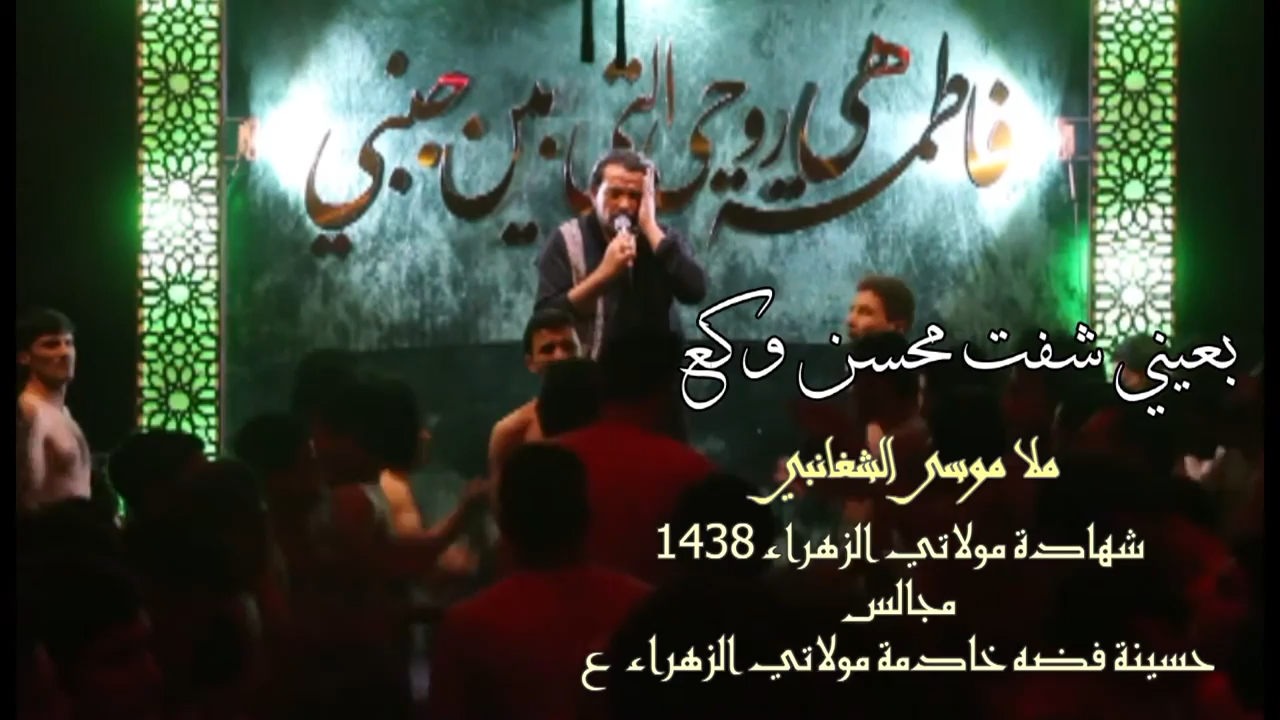 فاطمة هي روحي التي بين جنبي
بعيني شفت محسن وكع
ملا موسى الشغانبي
شهادة مولاتي الزهراء 1438
مجالس
حسينة فضه خادمة مولاتي الزهراء ع